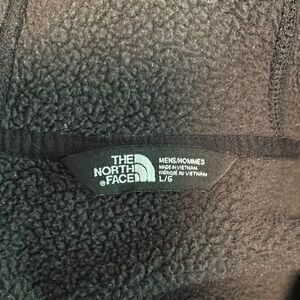 THE
NORTH
FACE
MENS/HOMMES
MADE IN VIETNAM
FABRIQUÉ AU VIETNAM
L/G